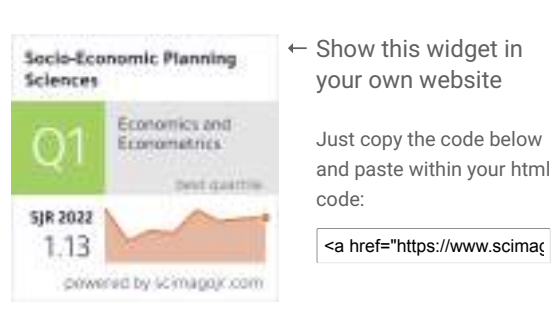 Socio-Economic Planning
Sciences
Q1
Economics and
Econometrics
best quartile
SJR 2022
1.13
powered by scimagojr.com
← Show this widget in
your own website
Just copy the code below
and paste within your html
code:
<a href="https://www.scimag